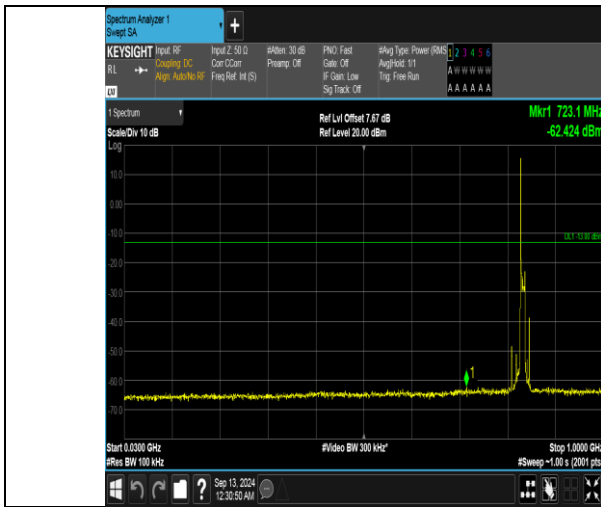 Spectrum Analyzer 1
Swept SA
KEYSIGHT Input: RF Input Z: 50 Ω #Atten: 30 dB PNO: Fast #Avg Type: Power (RMS 1 2 3 4 5 6
RL Coupling: DC Corr CCorr Preamp: Off Gate: Off Avg|Hold: 1/1 A W W W W W
Align: Auto/No RF Freq Ref: Int (S) IF Gain: Low Trig: Free Run
Sig Track: Off A A A A A A
LXI
1 Spectrum
Ref Lvl Offset 7.67 dB
Mkr1 723.1 MHz
Scale/Div 10 dB
Ref Level 20.00 dBm
-62.424 dBm
Log
10.0
0.00
-10.0
DL1 -13.00 dBm
-20.0
-30.0
-40.0
-50.0
1
-60.0
-70.0
Start 0.0300 GHz #Video BW 300 kHz* Stop 1.0000 GHz
#Res BW 100 kHz #Sweep ~1.00 s (2001 pts
?
Sep 13, 2024
12:30:50 AM